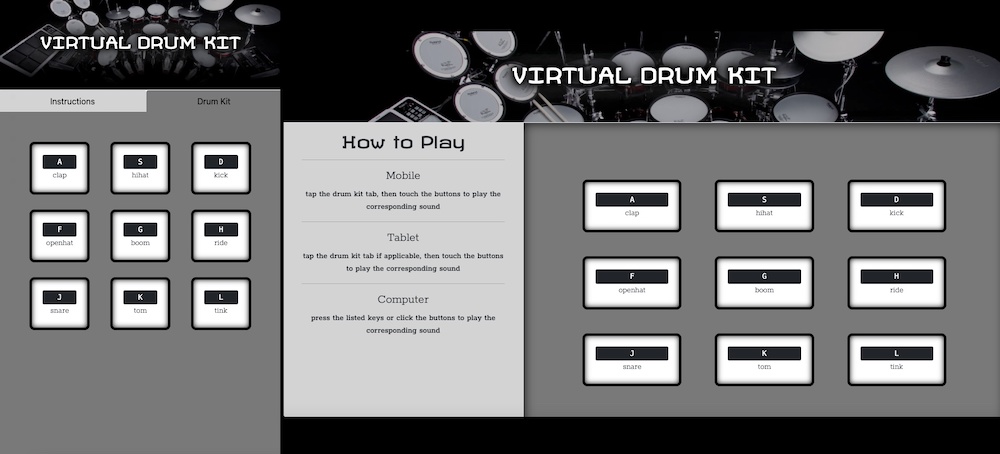 VIRTUAL DRUM KIT
Instructions
Drum Kit
A
clap
S
hihat
D
kick
F
openhat
G
boom
H
ride
J
snare
K
tom
L
tink
VIRTUAL DRUM KIT
How to Play
Mobile
tap the drum kit tab, then touch the buttons to play the
corresponding sound
Tablet
tap the drum kit tab if applicable, then touch the buttons
to play the corresponding sound
Computer
press the listed keys or click the buttons to play the
corresponding sound
A
clap
S
hihat
D
kick
F
openhat
G
boom
H
ride
J
snare
K
tom
L
tink